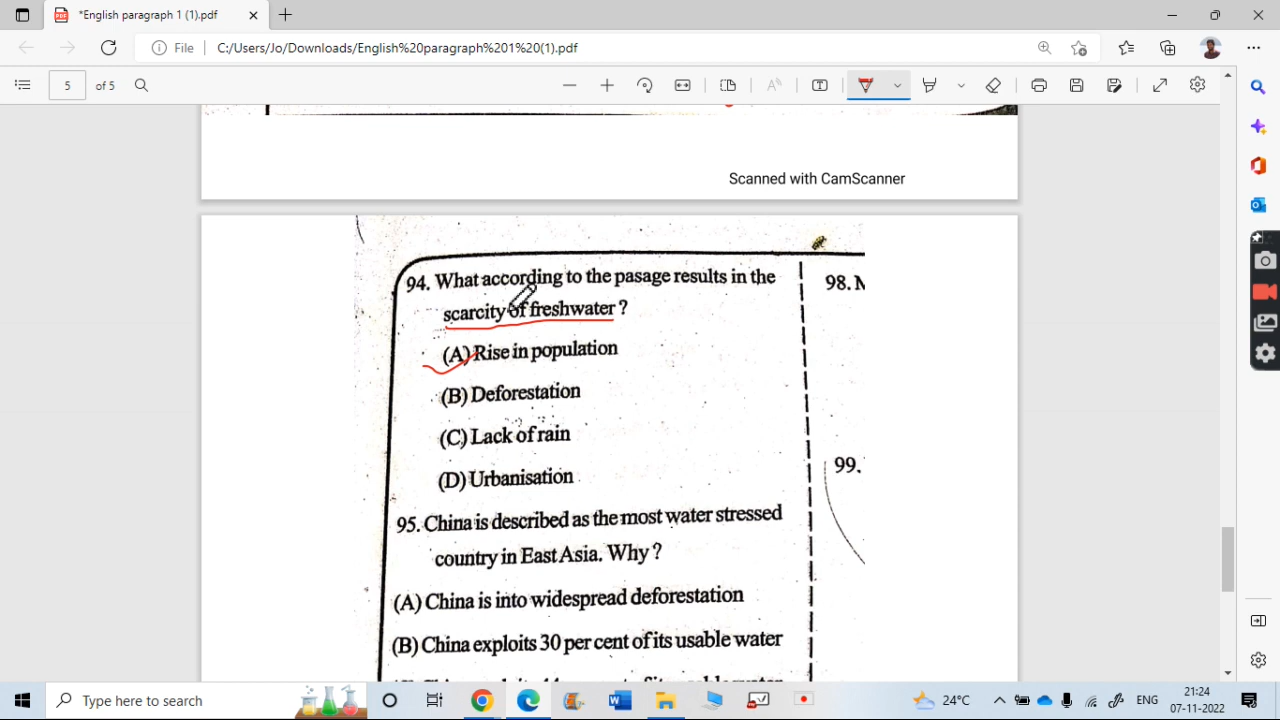 *English paragraph 1 (1).pdf
File
C:/Users/Jo/Downloads/English%20paragraph%201%20(1).pdf
5
of 5
Scanned with CamScanner
94. What according to the pasage results in the
scarcity of freshwater ?
(A) Rise in population
(B) Deforestation
(C) Lack of rain
(D) Urbanisation
95. China is described as the most water stressed
country in East Asia. Why ?
(A) China is into widespread deforestation
(B) China exploits 30 per cent of its usable water
98.
99.
Type here to search
24°C
ENG
21:24
07-11-2022